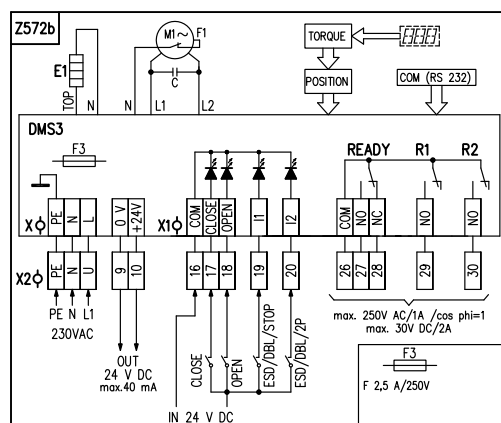 Z572b
M1~
F1
TORQUE
E1
C
POSITION
COM (RS 232)
TOP
N
N
L1
L2
DMS3
F3
READY R1 R2
X
PE
N
L
0 V
+24V
X1
COM
CLOSE
OPEN
I1
I2
COM
NO
NC
NO
NO
X2
PE
N
U
9
10
16
17
18
19
20
26
27
28
29
30
PE N L1
230VAC
OUT
24 V DC
max.40 mA
CLOSE
OPEN
ESD/DBL/STOP
ESD/DBL/2P
IN 24 V DC
max. 250V AC/1A /cos phi=1
max. 30V DC/2A
F3
F 2,5 A/250V